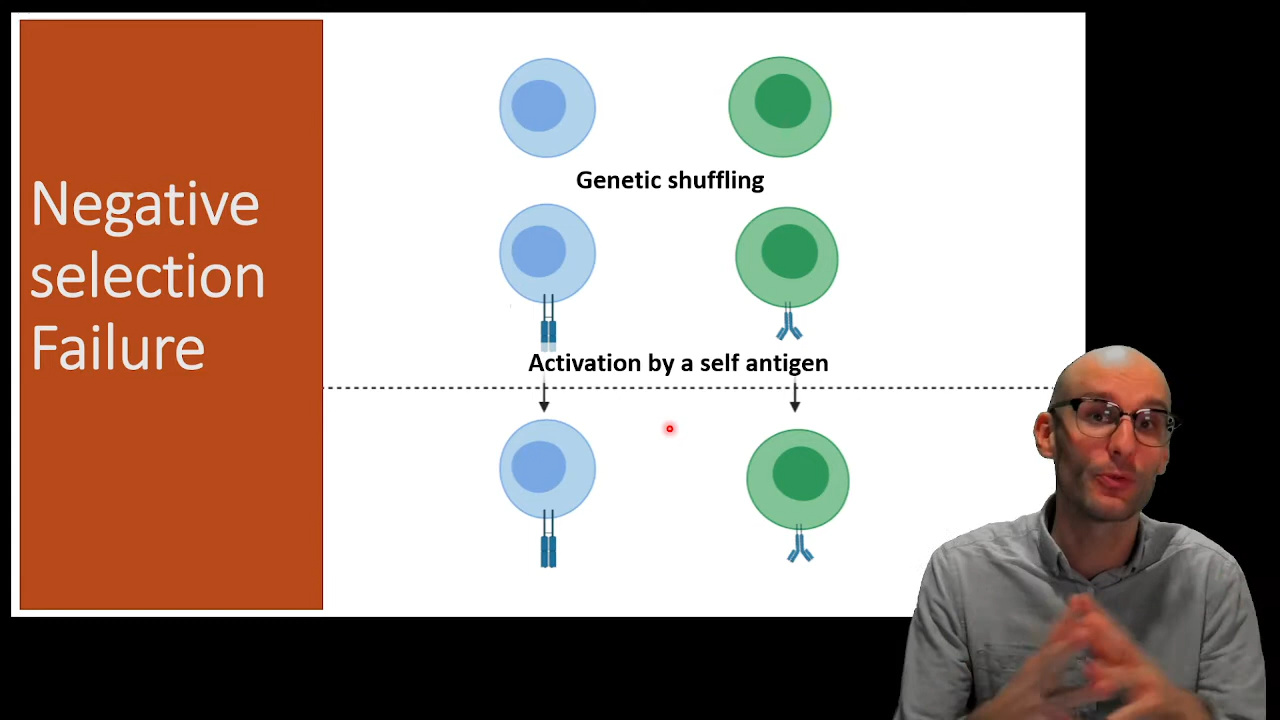 Negative
selection
Failure
Genetic shuffling
Activation by a self antigen